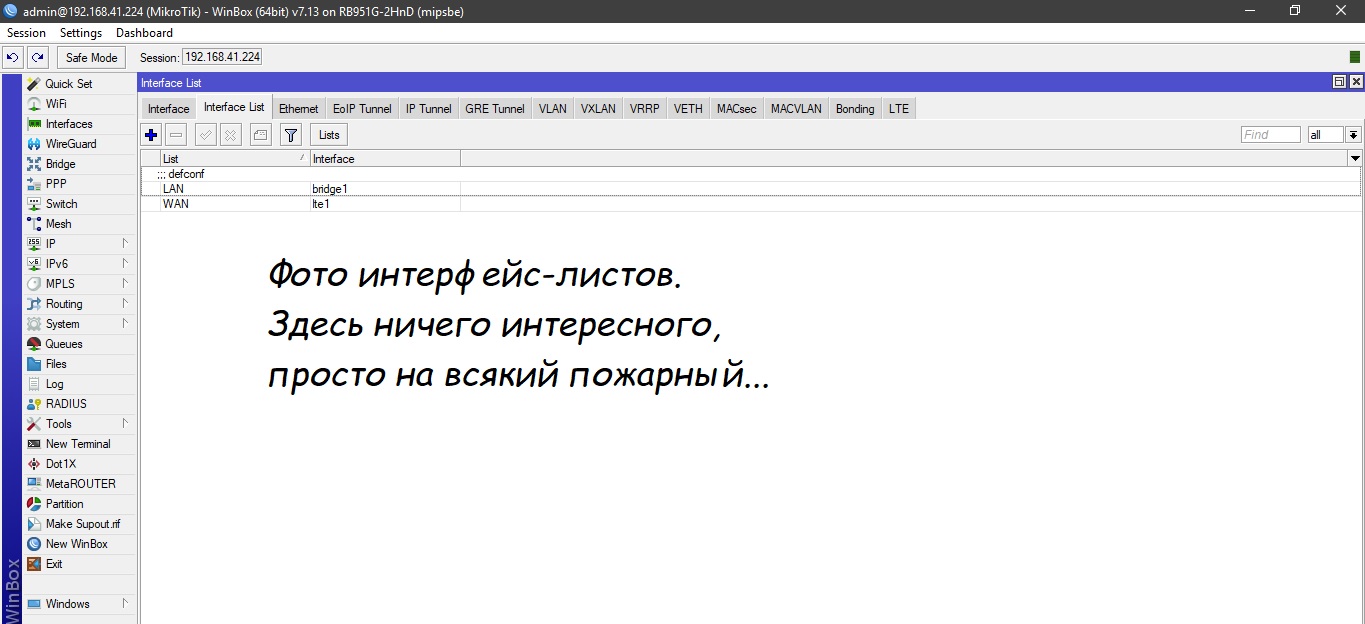 admin@192.168.41.224 (MikroTik) - WinBox (64bit) v7.13 on RB951G-2HnD (mipsbe)
Session Settings Dashboard
Safe Mode Session: 192.168.41.224
Interface List
Interface Interface List Ethernet EoIP Tunnel IP Tunnel GRE Tunnel VLAN VXLAN VRRP VETH MACsec MACVLAN Bonding LTE
Lists Find all
List Interface
;;; defconf
LAN bridge1
WAN lte1
Quick Set
WiFi
Interfaces
WireGuard
Bridge
PPP
Switch
Mesh
IP
IPv6
MPLS
Routing
System
Queues
Files
Log
RADIUS
Tools
New Terminal
Dot1X
MetaROUTER
Partition
Make Supout.rif
New WinBox
Exit
Windows
WinBox
Фото интерфейс-листов.
Здесь ничего интересного,
просто на всякий пожарный...